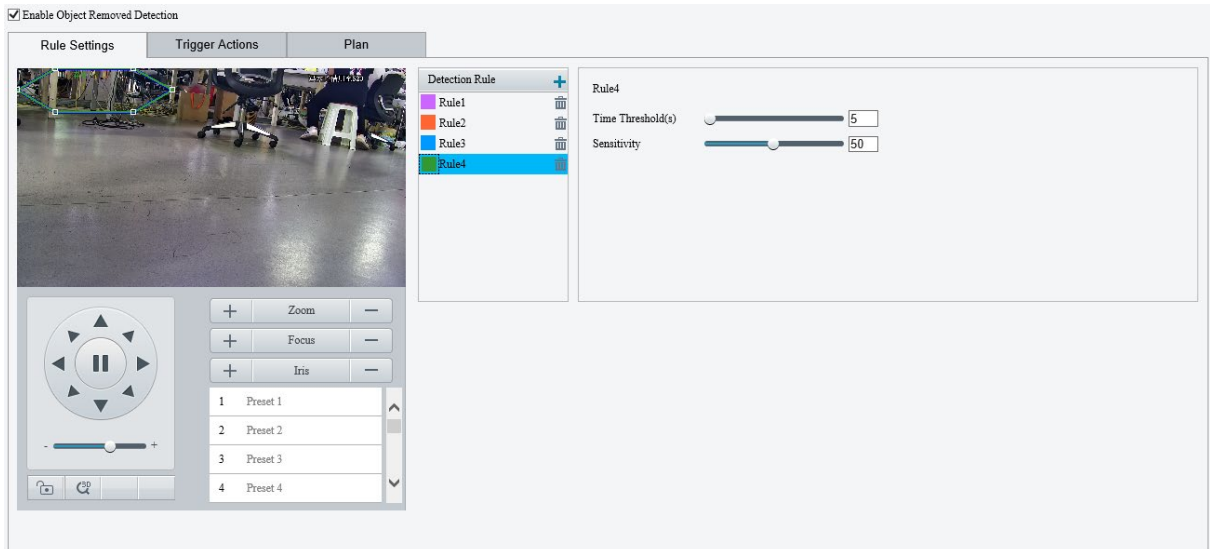 Enable Object Removed Detection
Rule Settings
Trigger Actions
Plan
Detection Rule +
Rule1
Rule2
Rule3
Rule4
Rule4
Time Threshold(s) 5
Sensitivity 50
+ Zoom —
+ Focus —
+ Iris —
1 Preset 1
2 Preset 2
3 Preset 3
4 Preset 4
- +
3D